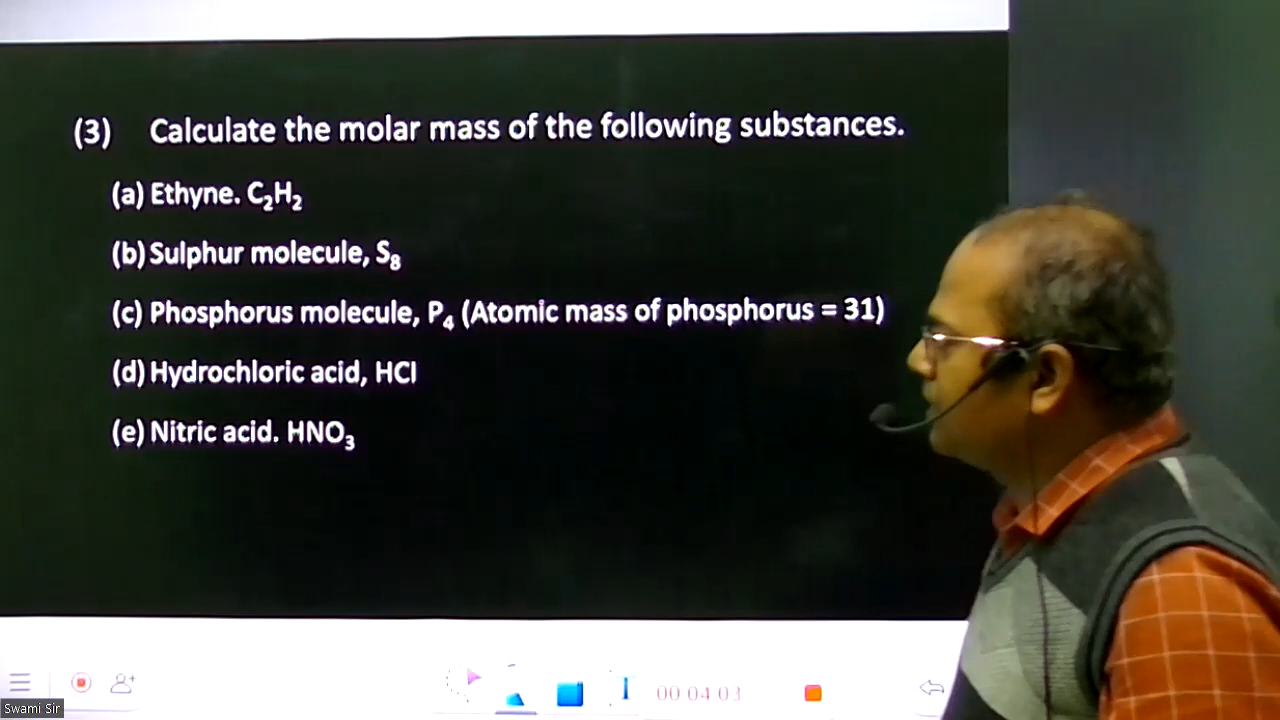 (3) Calculate the molar mass of the following substances.
(a) Ethyne. C₂H₂
(b) Sulphur molecule, S₈
(c) Phosphorus molecule, P₄ (Atomic mass of phosphorus = 31)
(d) Hydrochloric acid, HCl
(e) Nitric acid. HNO₃
00:04:03
Swami Sir